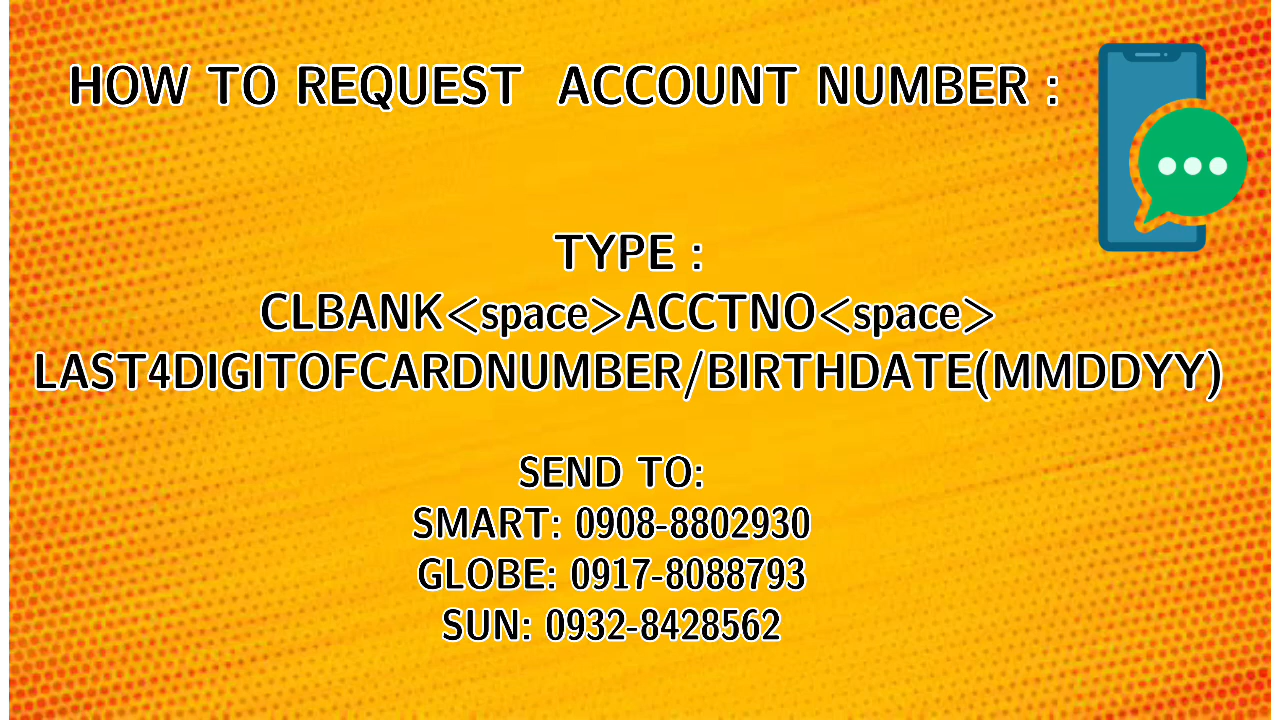 HOW TO REQUEST ACCOUNT NUMBER :
TYPE :
CLBANK<space>ACCTNO<space>
LAST4DIGITOFCARDNUMBER/BIRTHDATE(MMDDYY)
SEND TO:
SMART: 0908-8802930
GLOBE: 0917-8088793
SUN: 0932-8428562